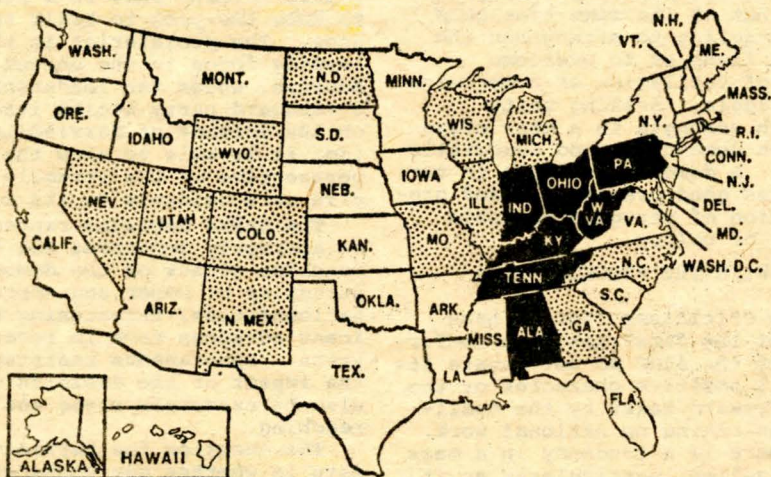 N.H.
VT.
ME.
WASH.
MONT.
N.D.
MINN.
MASS.
ORE.
IDAHO
S.D.
WIS.
MICH
N.Y.
R.I.
CONN.
WYO.
IOWA
PA.
N.J.
NEV.
UTAH
COLO.
NEB.
ILL
IND
OHIO
W
VA
DEL.
VA.
MD.
CALIF.
KAN.
MO
KY
N.C.
WASH. D.C.
TENN.
ARIZ.
N. MEX.
OKLA.
ARK.
S.C.
MISS.
ALA
GA.
TEX.
LA.
FLA.
ALASKA
HAWAII